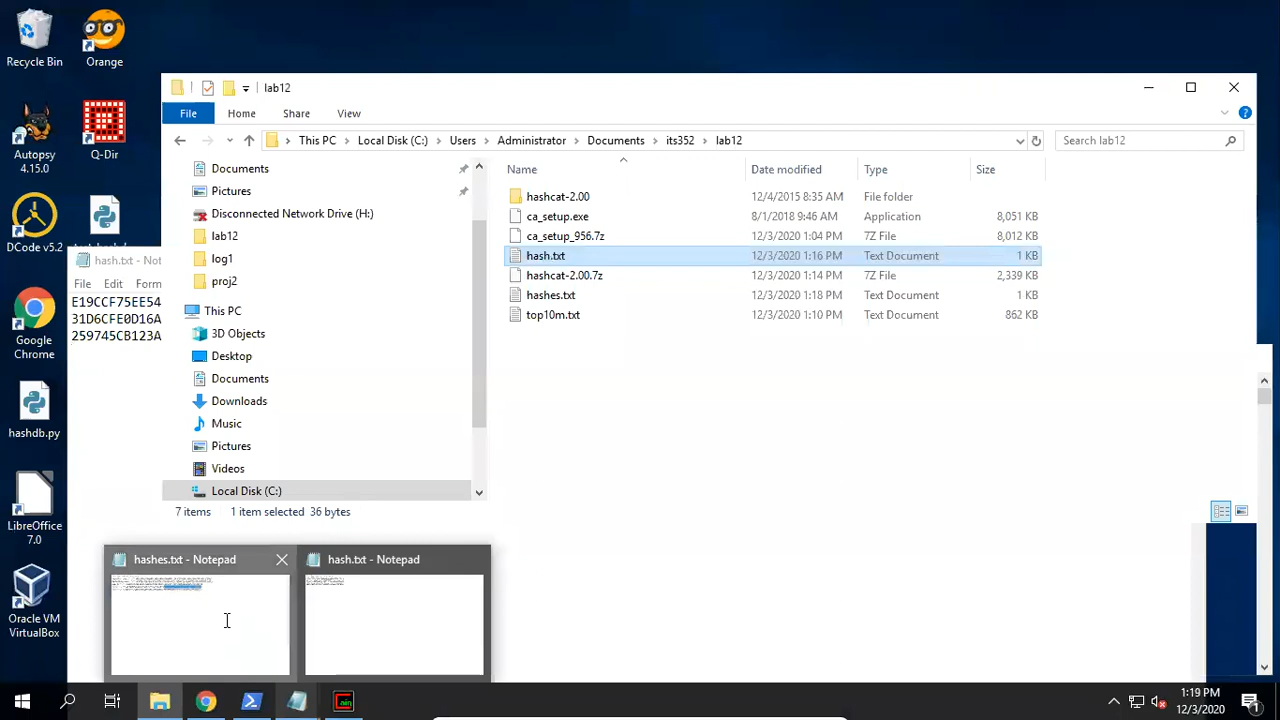 Recycle Bin
Orange
Autopsy
4.15.0
Q-Dir
DCode v5.2
Google
Chrome
hashdb.py
LibreOffice
7.0
Oracle VM
VirtualBox
hash.txt - Not
File Edit Form
E19CCF75EE54
31D6CFE0D16A
259745CB123A
lab12
File Home Share View
This PC Local Disk (C:) Users Administrator Documents its352 lab12
Search lab12
Documents
Pictures
Disconnected Network Drive (H:)
lab12
log1
proj2
This PC
3D Objects
Desktop
Documents
Downloads
Music
Pictures
Videos
Local Disk (C:)
Name Date modified Type Size
hashcat-2.00 12/4/2015 8:35 AM File folder
ca_setup.exe 8/1/2018 9:46 AM Application 8,051 KB
ca_setup_956.7z 12/3/2020 1:04 PM 7Z File 8,012 KB
hash.txt 12/3/2020 1:16 PM Text Document 1 KB
hashcat-2.00.7z 12/3/2020 1:14 PM 7Z File 2,339 KB
hashes.txt 12/3/2020 1:18 PM Text Document 1 KB
top10m.txt 12/3/2020 1:10 PM Text Document 862 KB
7 items 1 item selected 36 bytes
hashes.txt - Notepad
hash.txt - Notepad
1:19 PM
12/3/2020
1